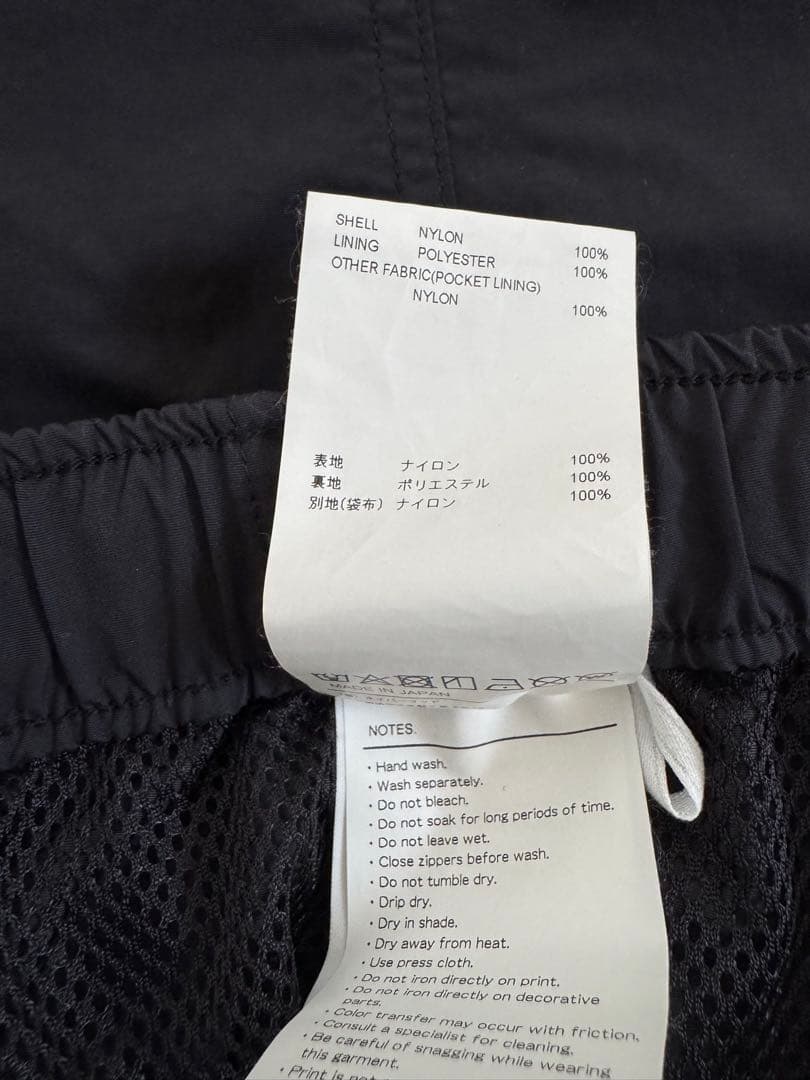 SHELL NYLON 100%
LINING POLYESTER 100%
OTHER FABRIC(POCKET LINING)
NYLON 100%
表地 ナイロン 100%
裏地 ポリエステル 100%
別地(袋布) ナイロン 100%
MADE IN JAPAN
NOTES.
・Hand wash.
・Wash separately.
・Do not bleach.
・Do not soak for long periods of time.
・Do not leave wet.
・Close zippers before wash.
・Do not tumble dry.
・Drip dry.
・Dry in shade.
・Dry away from heat.
・Use press cloth.
・Do not iron directly on print.
・Do not iron directly on decorative
parts.
・Color transfer may occur with friction.
・Consult a specialist for cleaning.
・Be careful of snagging while wearing
this garment.
・Print is not